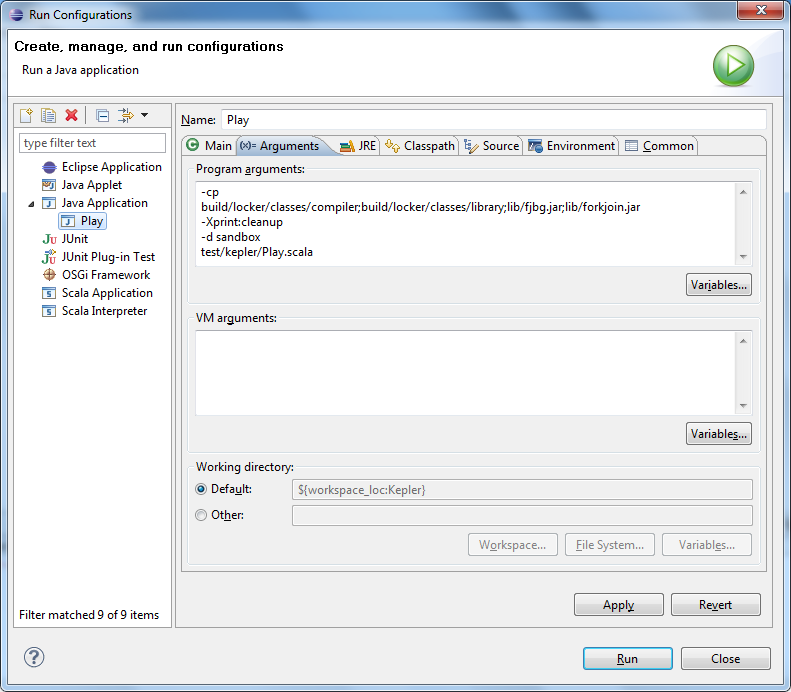 Run Configurations
Create, manage, and run configurations
Run a Java application
type filter text
Eclipse Application
Java Applet
Java Application
Play
JUnit
JUnit Plug-in Test
OSGi Framework
Scala Application
Scala Interpreter
Filter matched 9 of 9 items
Name: Play
Main (x)= Arguments JRE Classpath Source Environment Common
Program arguments:
-cp
build/locker/classes/compiler;build/locker/classes/library;lib/fjbg.jar;lib/forkjoin.jar
-Xprint:cleanup
-d sandbox
test/kepler/Play.scala
Variables...
VM arguments:
Variables...
Working directory:
Default: ${workspace_loc:Kepler}
Other:
Workspace... File System... Variables...
Apply Revert
Run Close